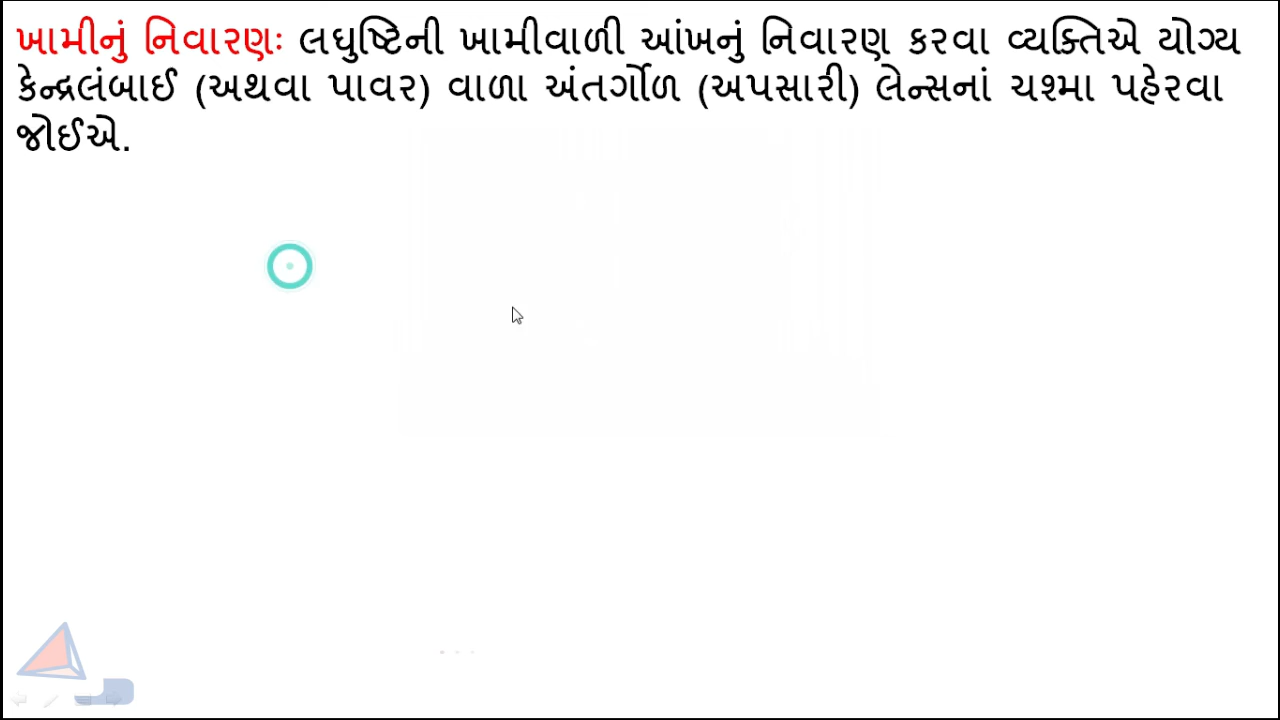 ખામીનું નિવારણઃ લઘુષ્ટિની ખામીવાળી આંખનું નિવારણ કરવા વ્યક્તિએ યોગ્ય
કેન્દ્રલંબાઈ (અથવા પાવર) વાળા અંતર્ગોળ (અપસારી) લેન્સનાં ચશ્મા પહેરવા
જોઈએ.